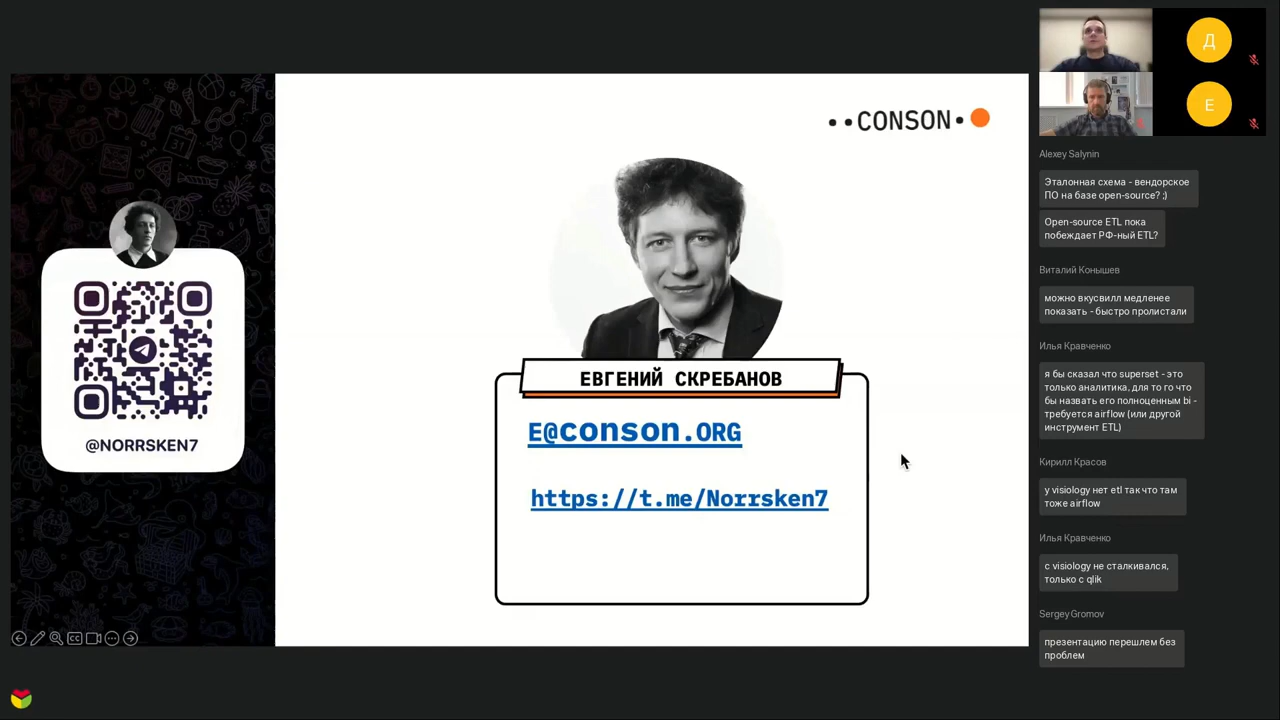 CONSON
ЕВГЕНИЙ СКРЕБАНОВ
E@conson.ORG
https://t.me/Norrsken7
@NORRSKEN7
Д
Е
Alexey Salynin
Эталонная схема - вендорское
ПО на базе open-source? ;)
Open-source ETL пока
побеждает РФ-ный ETL?
Виталий Конышев
можно вкусвилл медленее
показать - быстро пролистали
Илья Кравченко
я бы сказал что superset - это
только аналитика, для то го что
бы назвать его полноценным bi -
требуется airflow (или другой
инструмент ETL)
Кирилл Красов
у visiology нет etl так что там
тоже airflow
Илья Кравченко
с visiology не сталкивался,
только с qlik
Sergey Gromov
презентацию перешлем без
проблем
CC